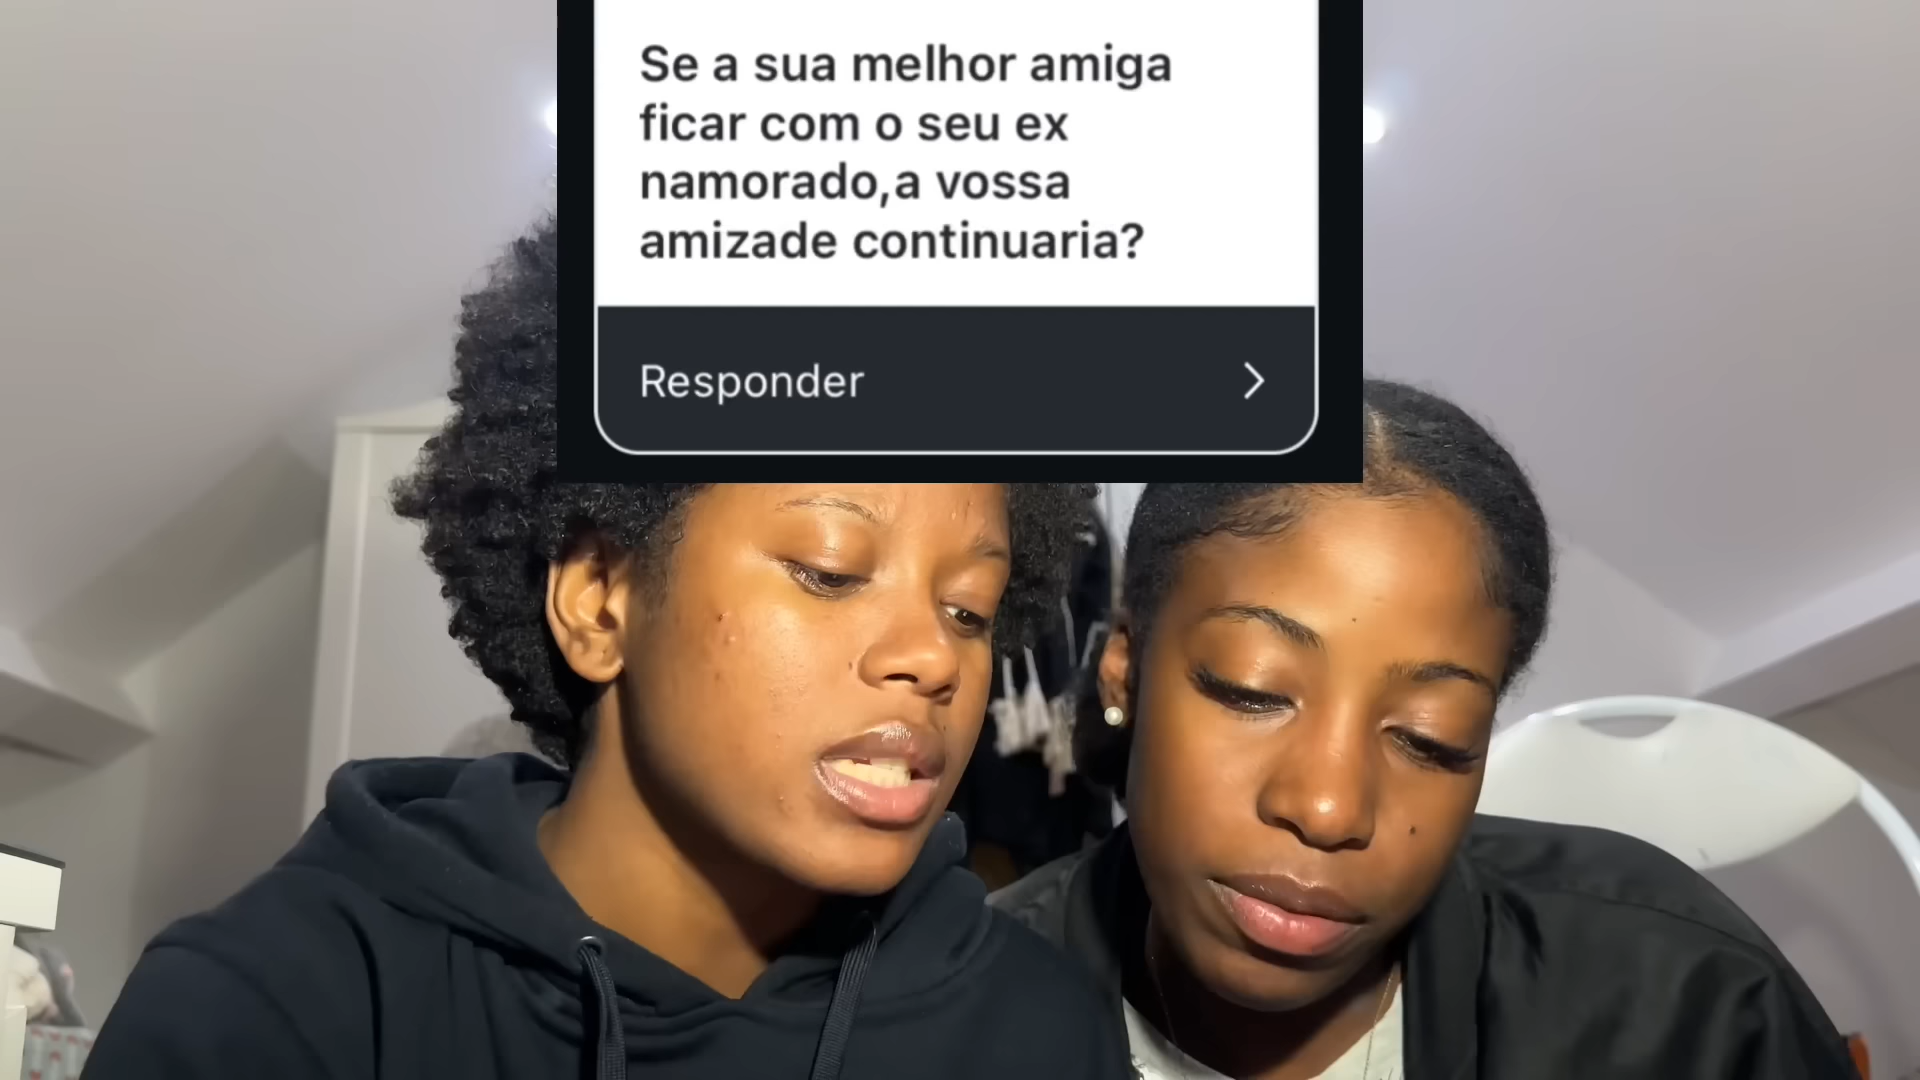 Se a sua melhor amiga
ficar com o seu ex
namorado,a vossa
amizade continuaria?
Responder